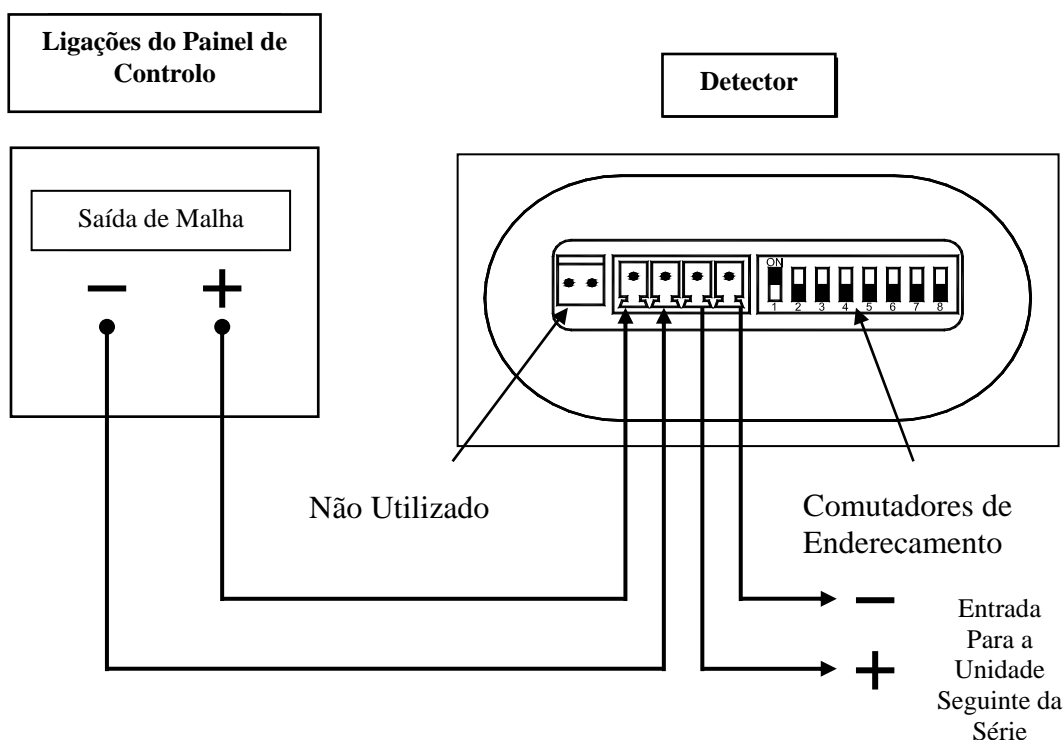 Ligações do Painel de
Controlo
Detector
Saída de Malha
− +
ON
1 2 3 4 5 6 7 8
Não Utilizado
Comutadores de
Enderecamento
−
+
Entrada
Para a
Unidade
Seguinte da
Série